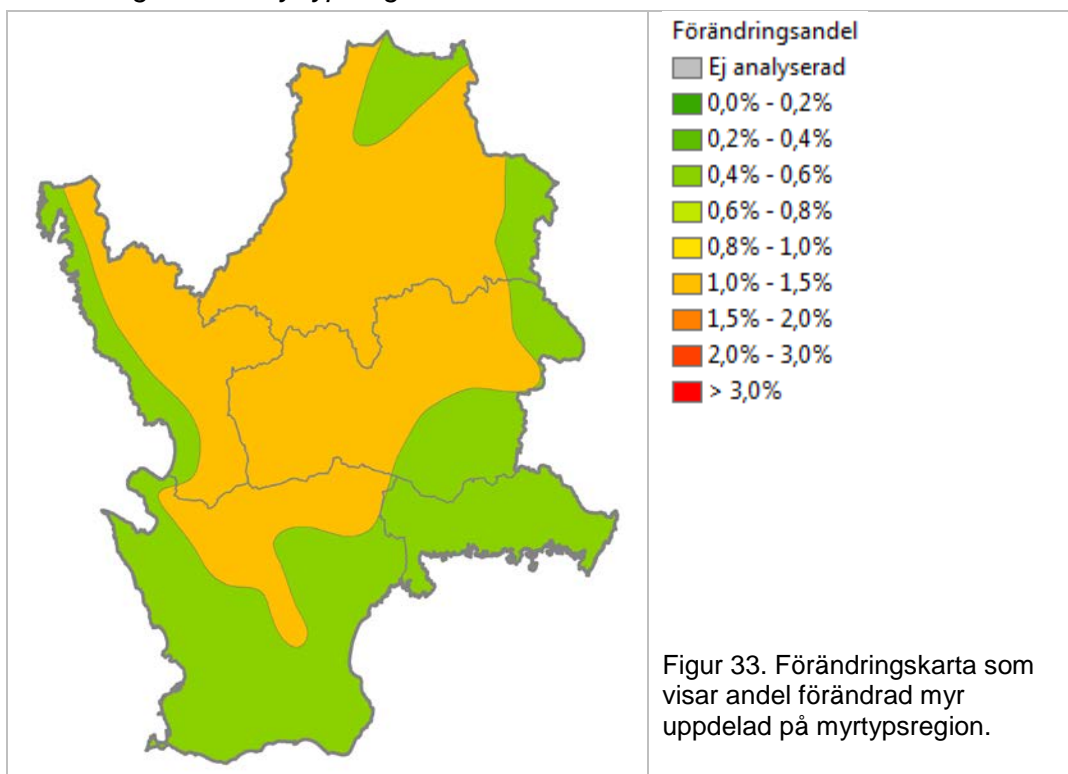 Förändringsandel
Ej analyserad
0,0% - 0,2%
0,2% - 0,4%
0,4% - 0,6%
0,6% - 0,8%
0,8% - 1,0%
1,0% - 1,5%
1,5% - 2,0%
2,0% - 3,0%
> 3,0%
Figur 33. Förändringskarta som
visar andel förändrad myr
uppdelad på myrtypsregion.